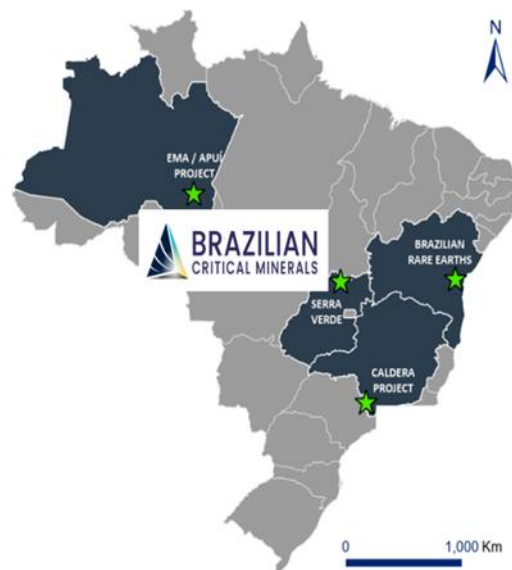 N
EMA / APUÍ
PROJECT
BRAZILIAN
CRITICAL MINERALS
BRAZILIAN
RARE EARTHS
SERRA
VERDE
CALDERA
PROJECT
0
1,000 Km